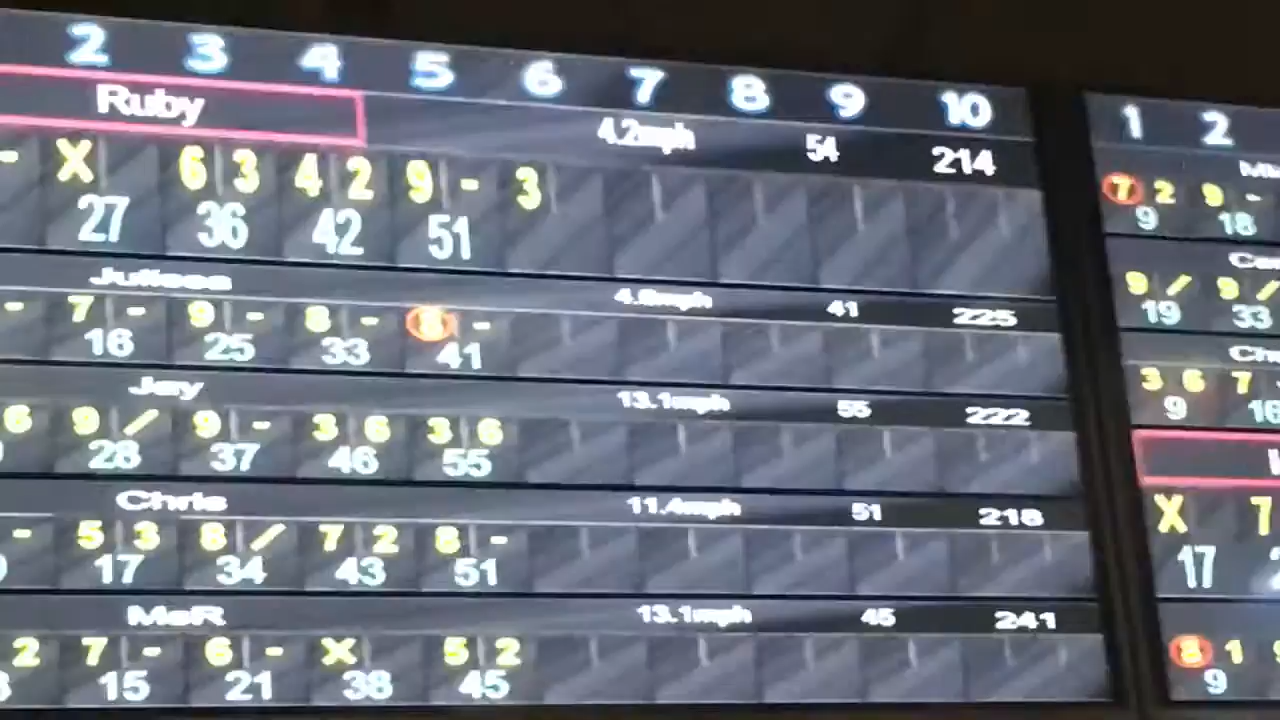 2 3 4 5 6 7 8 9 10
Ruby 4.2mph 54 214
- X 6 3 4 2 9 - 3
27 36 42 51
4.8mph 41 225
- 7 - 9 - 8 - 8 -
16 25 33 41
Jay 13.1mph 55 222
6 9 / 9 - 3 6 3 6
28 37 46 55
Chris 11.4mph 51 218
- 5 3 8 / 7 2 8 -
17 34 43 51
MsR 13.1mph 45 241
2 7 - 6 - X 5 2
15 21 38 45
1 2
7 2 9 -
9 18
9 / 9 /
19 33
3 6 7
9 16
X 7
17
8 1
9